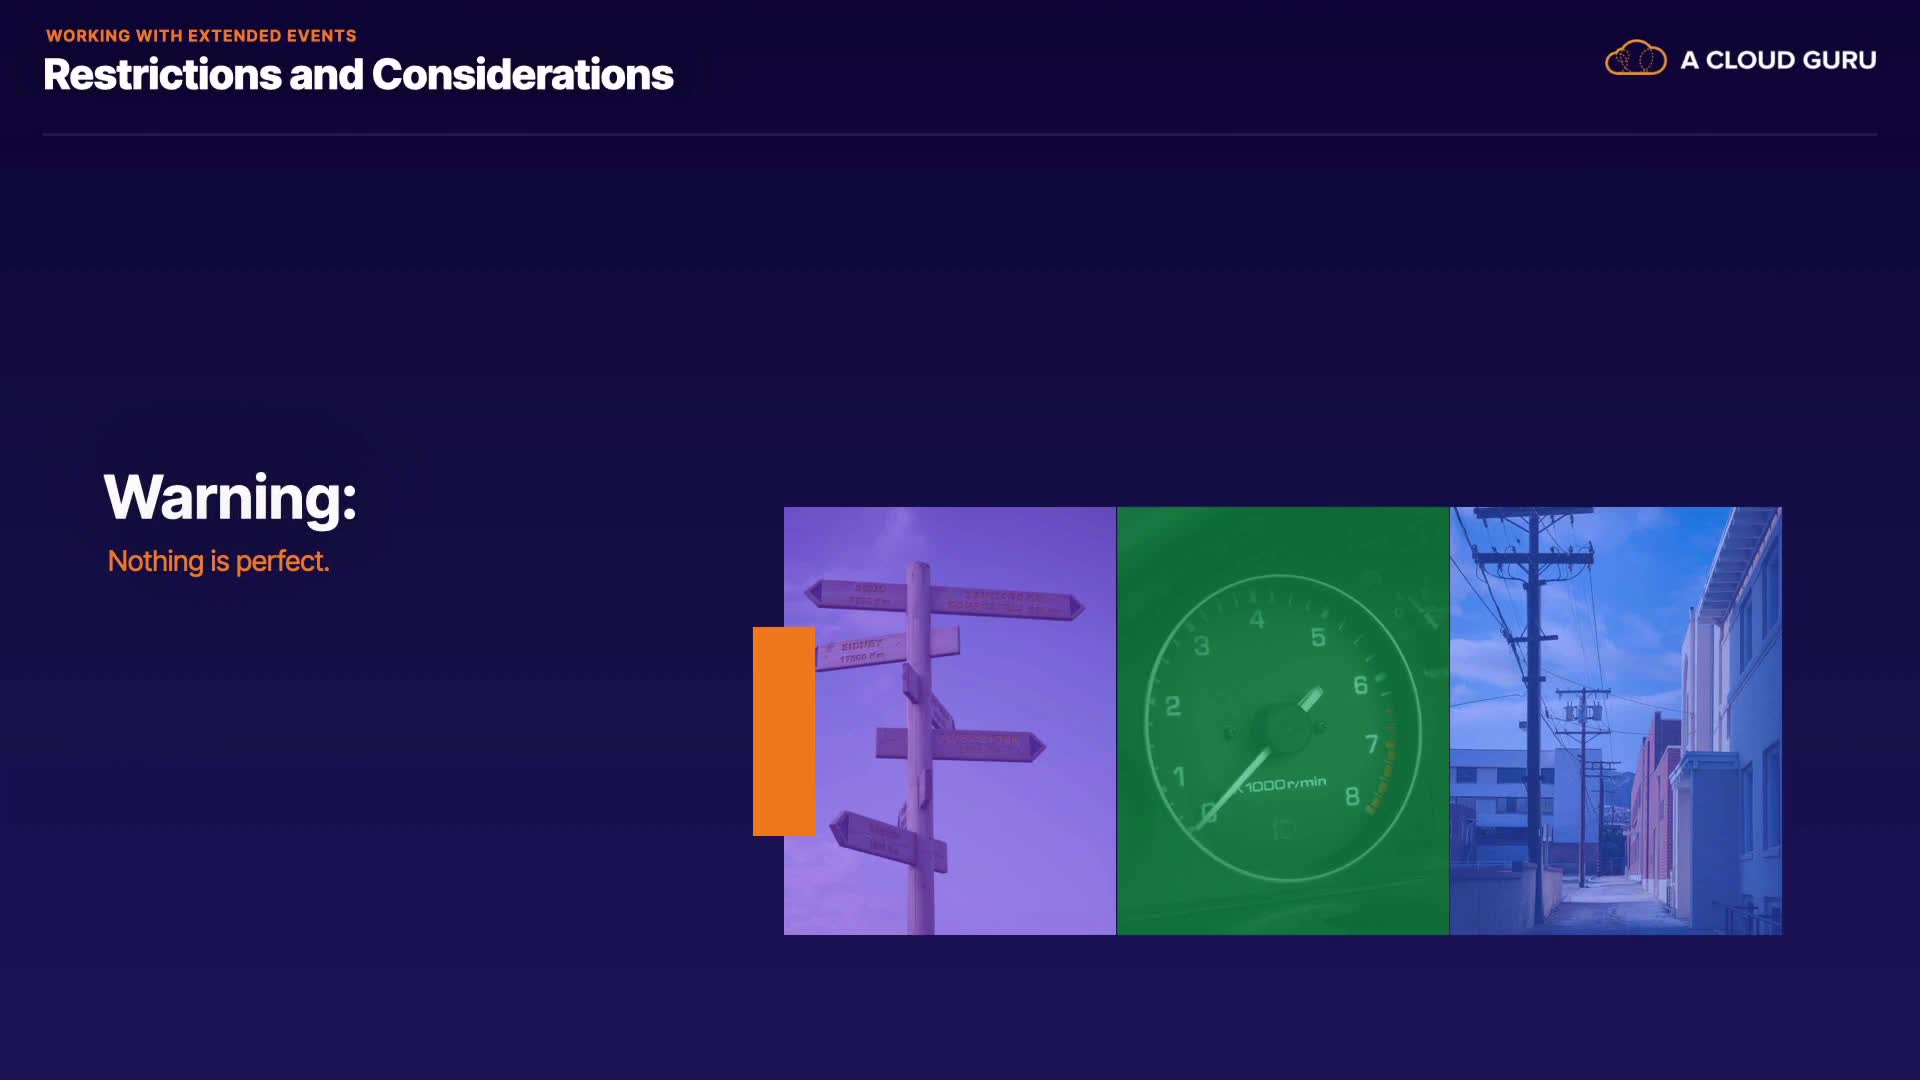 WORKING WITH EXTENDED EVENTS
Restrictions and Considerations
A CLOUD GURU
Warning:
Nothing is perfect.
SIDNEY
17500 Km
4
3
5
2
6
7
1
x1000 r/min
8
0